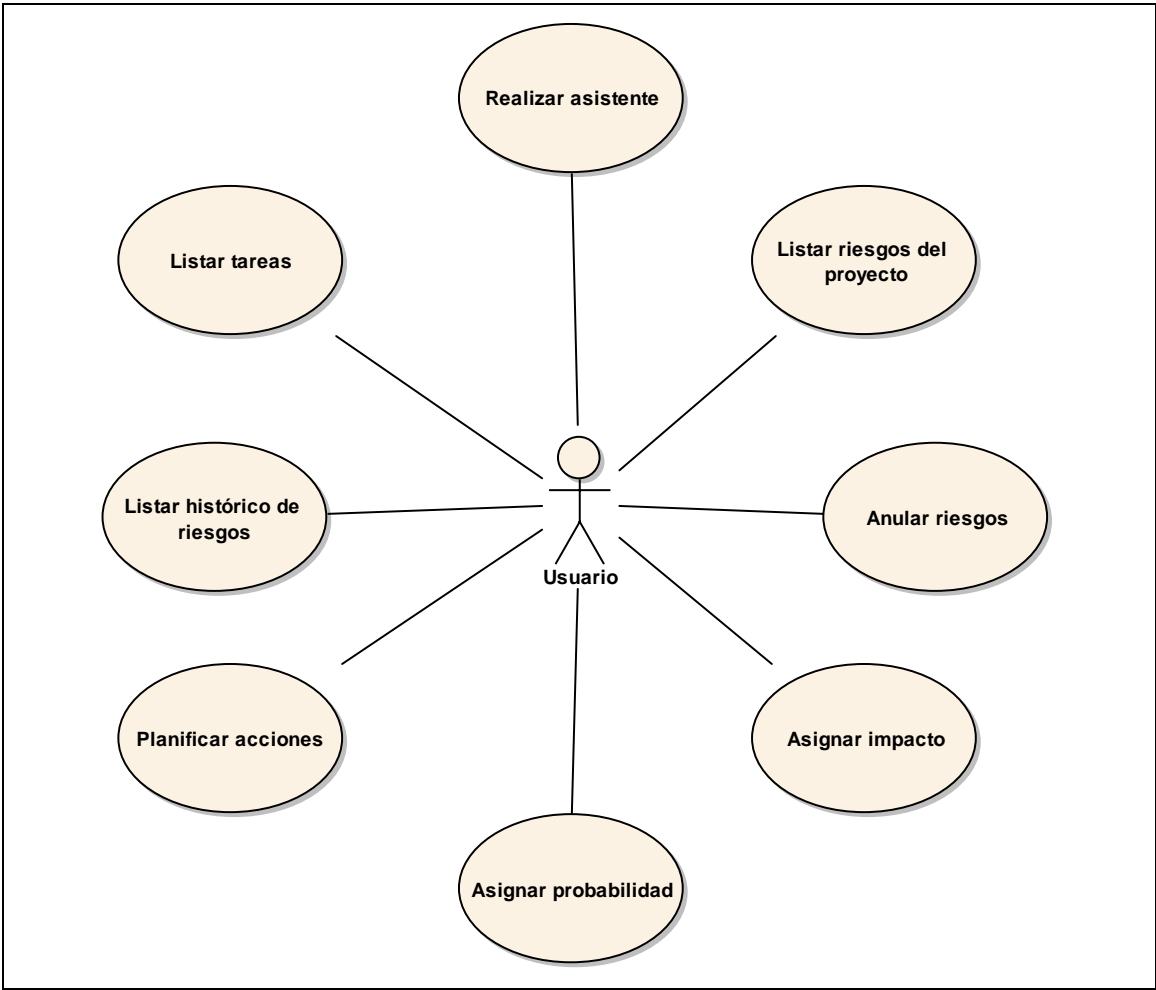 Realizar asistente
Listar tareas
Listar riesgos del
proyecto
Listar histórico de
riesgos
Anular riesgos
Usuario
Planificar acciones
Asignar impacto
Asignar probabilidad